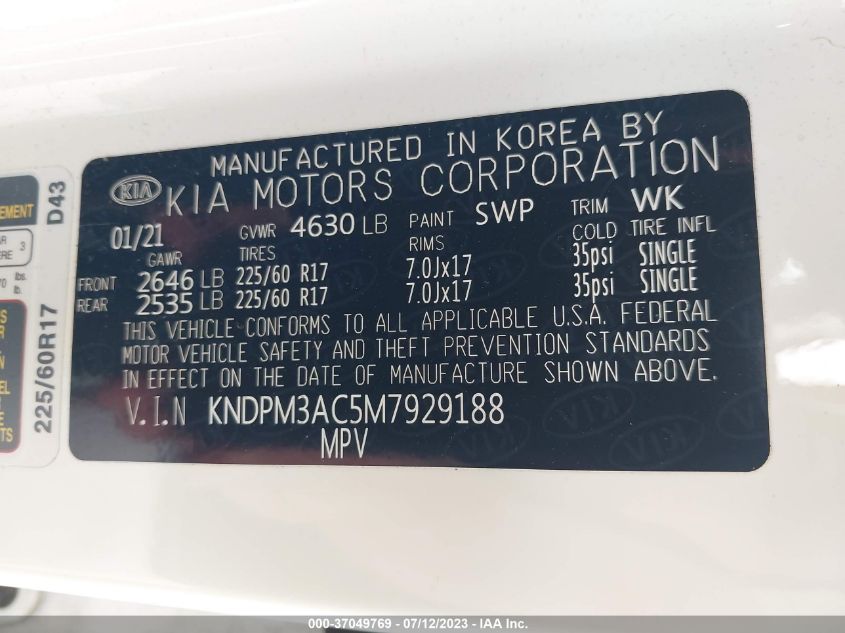 MANUFACTURED IN KOREA BY
KIA KIA MOTORS CORPORATION
01/21 GVWR 4630 LB PAINT SWP TRIM WK
GAWR TIRES RIMS COLD TIRE INFL
FRONT 2646 LB 225/60 R17 7.0Jx17 35psi SINGLE
REAR 2535 LB 225/60 R17 7.0Jx17 35psi SINGLE
THIS VEHICLE CONFORMS TO ALL APPLICABLE U.S.A. FEDERAL
MOTOR VEHICLE SAFETY AND THEFT PREVENTION STANDARDS
IN EFFECT ON THE DATE OF MANUFACTURE SHOWN ABOVE.
V.I.N KNDPM3AC5M7929188
MPV
D43
225/60R17
3
lbs.
lb.
000-37049769 - 07/12/2023 - IAA Inc.